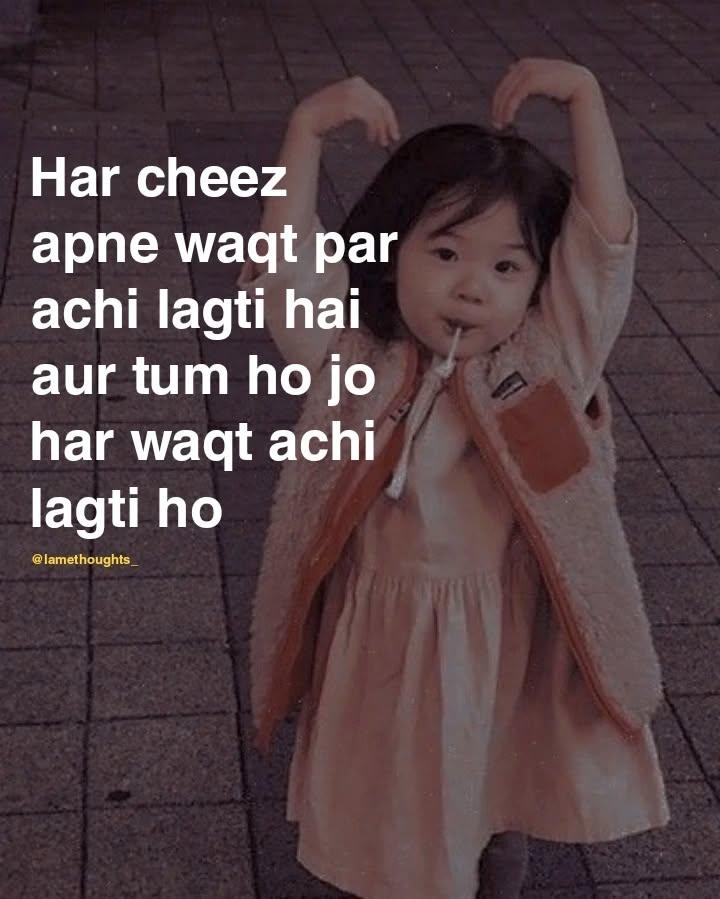 Har cheez
apne waqt par
achi lagti hai
aur tum ho jo
har waqt achi
lagti ho
@lamethoughts_